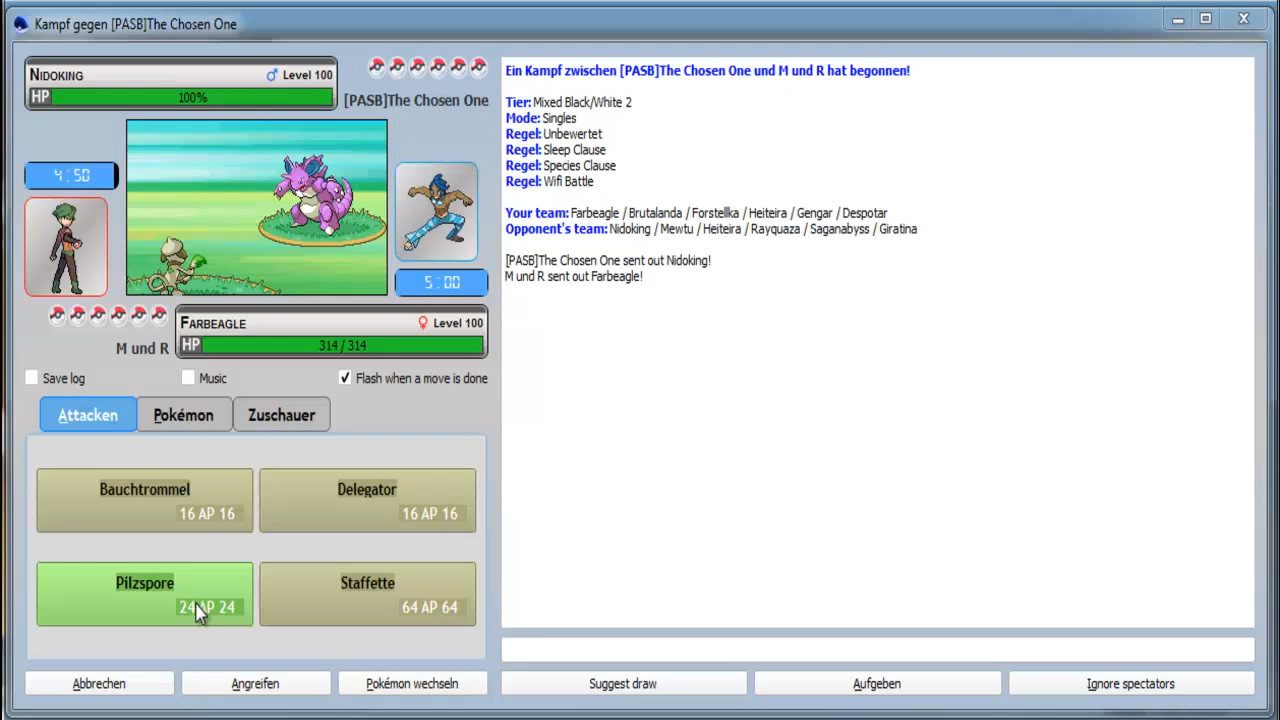 Kampf gegen [PASB]The Chosen One
NIDOKING ♂ Level 100
HP 100%
[PASB]The Chosen One
4:50
5:00
FARBEAGLE ♀ Level 100
HP 314 / 314
M und R
Save log
Music
Flash when a move is done
Attacken
Pokémon
Zuschauer
Bauchtrommel
16 AP 16
Delegator
16 AP 16
Pilzspore
24 AP 24
Staffette
64 AP 64
Abbrechen
Angreifen
Pokémon wechseln
Ein Kampf zwischen [PASB]The Chosen One und M und R hat begonnen!
Tier: Mixed Black/White 2
Mode: Singles
Regel: Unbewertet
Regel: Sleep Clause
Regel: Species Clause
Regel: Wifi Battle
Your team: Farbeagle / Brutalanda / Forstellka / Heiteira / Gengar / Despotar
Opponent's team: Nidoking / Mewtu / Heiteira / Rayquaza / Saganabyss / Giratina
[PASB]The Chosen One sent out Nidoking!
M und R sent out Farbeagle!
Suggest draw
Aufgeben
Ignore spectators